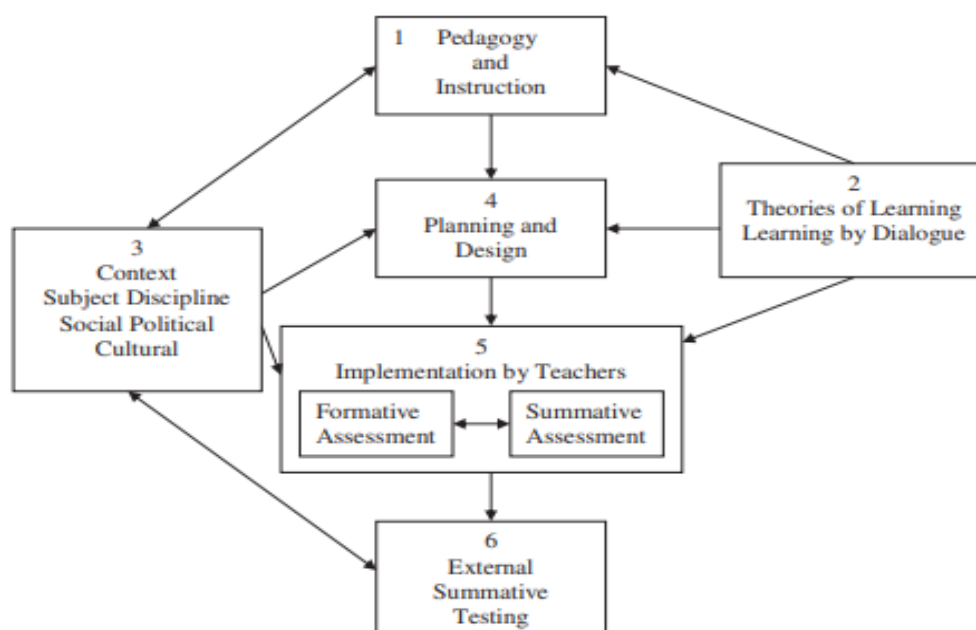 1 Pedagogy
and
Instruction
2
Theories of Learning
Learning by Dialogue
3
Context
Subject Discipline
Social Political
Cultural
4
Planning and
Design
5
Implementation by Teachers
Formative
Assessment
Summative
Assessment
6
External
Summative
Testing